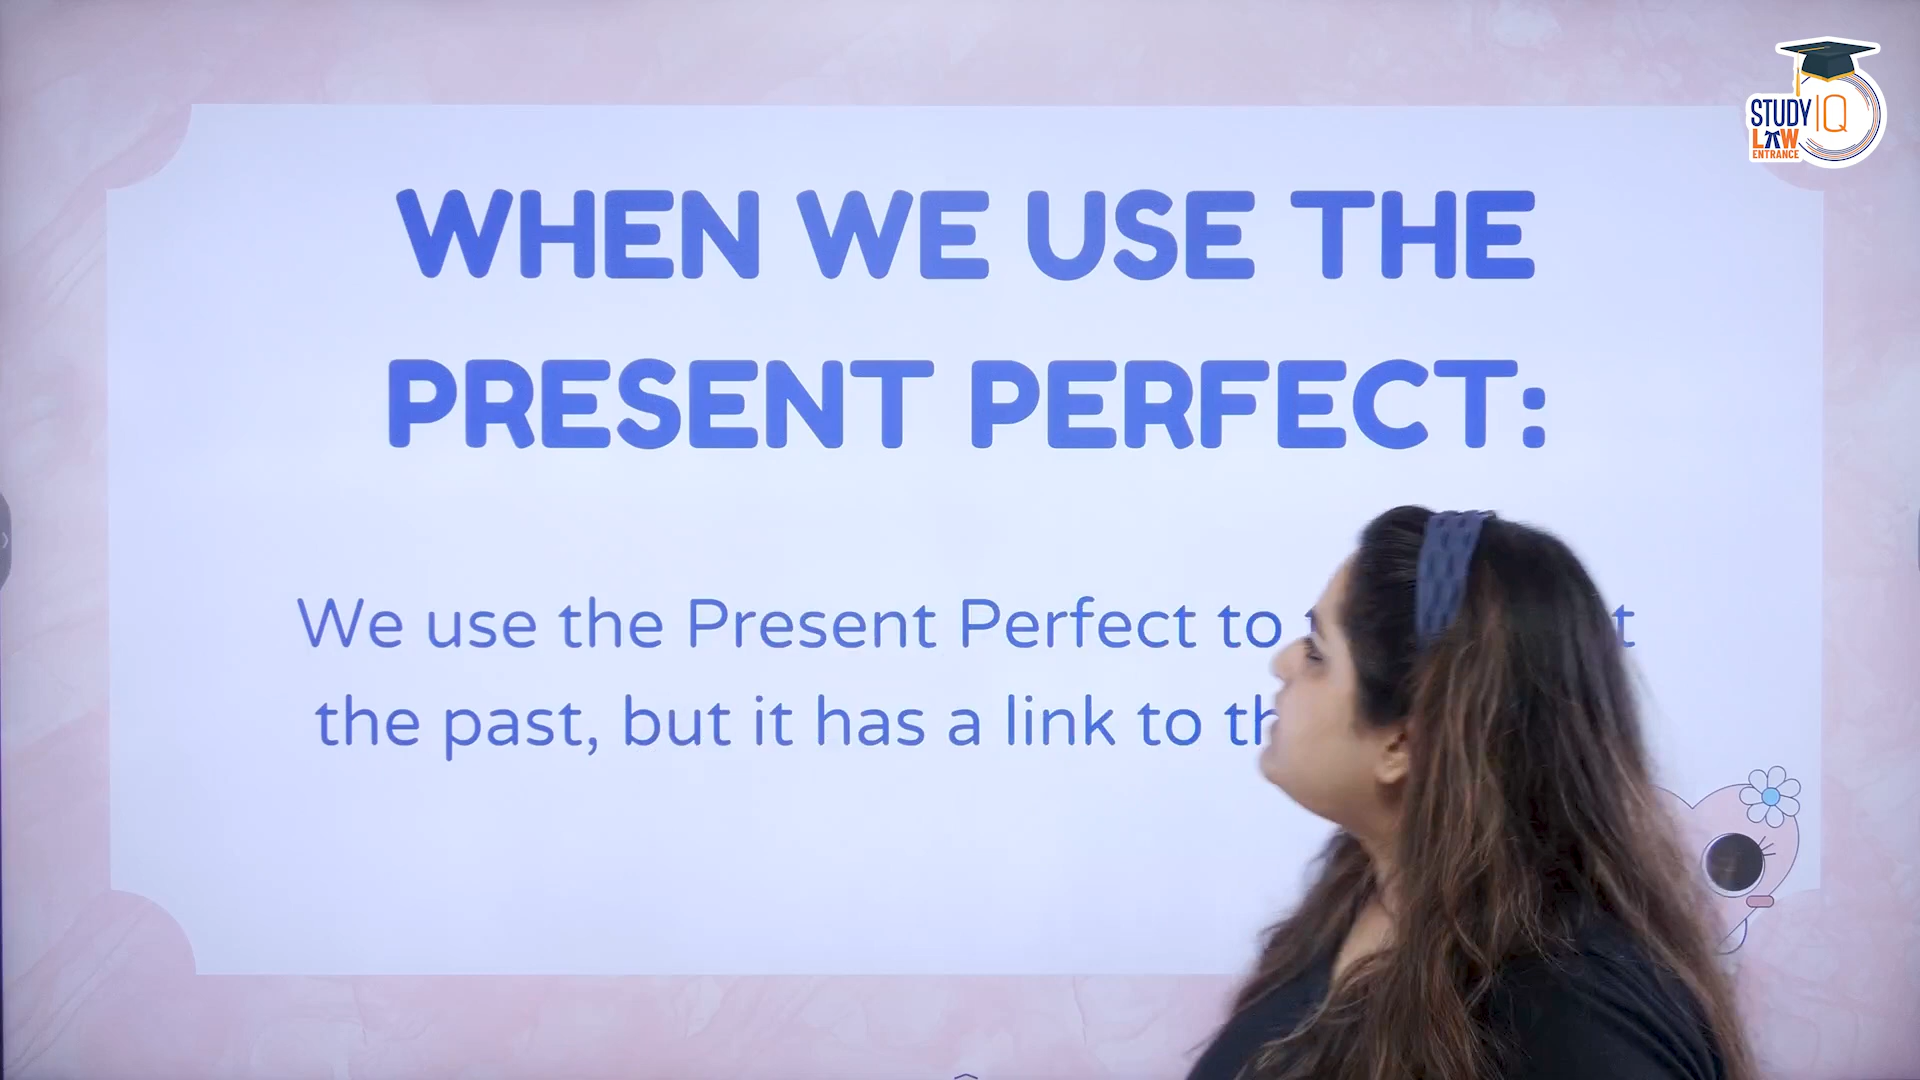 STUDY IQ
LAW
ENTRANCE
WHEN WE USE THE
PRESENT PERFECT:
We use the Present Perfect to
the past, but it has a link to